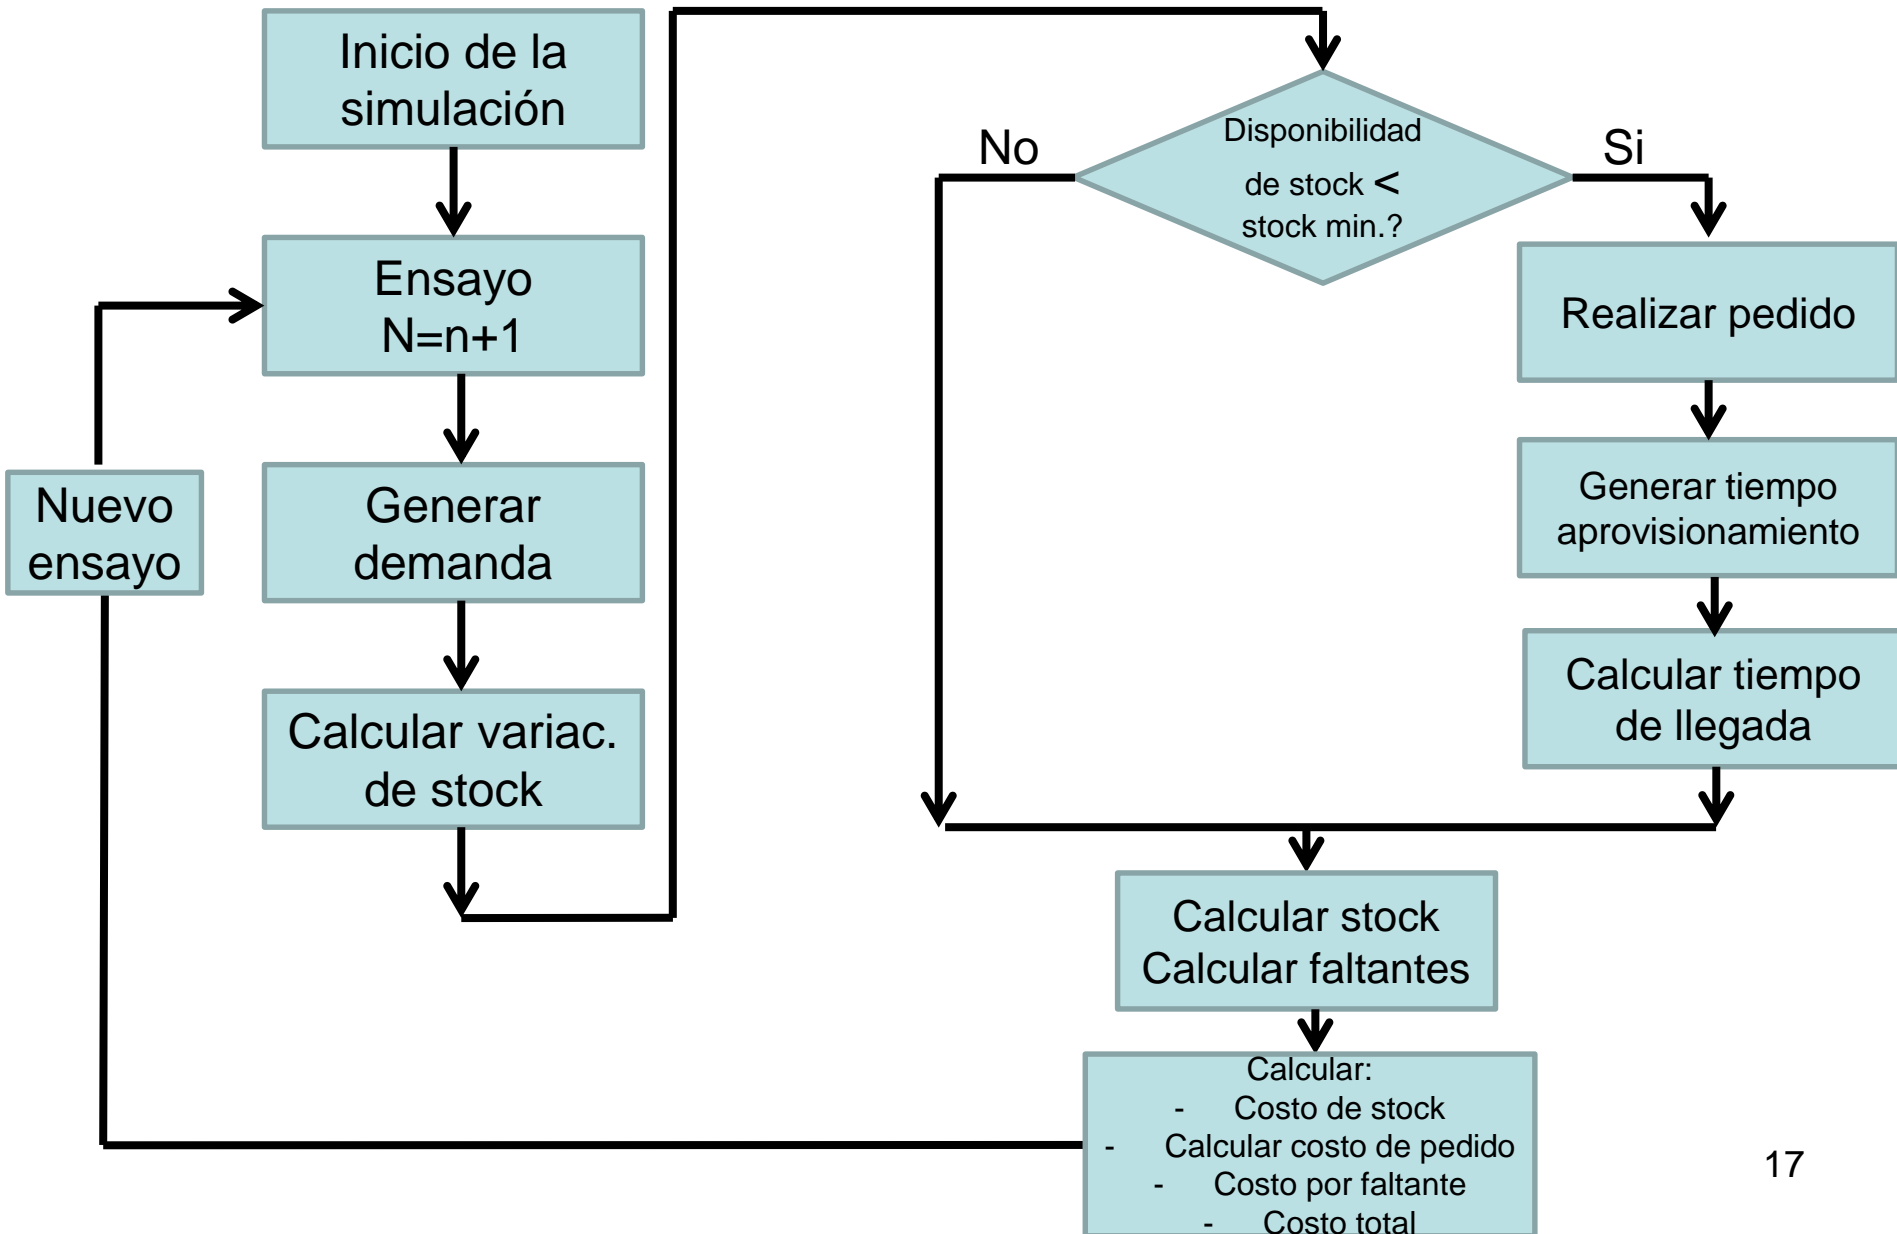 Inicio de la
simulación
Ensayo
N=n+1
Nuevo
ensayo
Generar
demanda
Calcular variac.
de stock
Disponibilidad
de stock <
stock min.?
No
Si
Realizar pedido
Generar tiempo
aprovisionamiento
Calcular tiempo
de llegada
Calcular stock
Calcular faltantes
Calcular:
- Costo de stock
- Calcular costo de pedido
- Costo por faltante
- Costo total
17